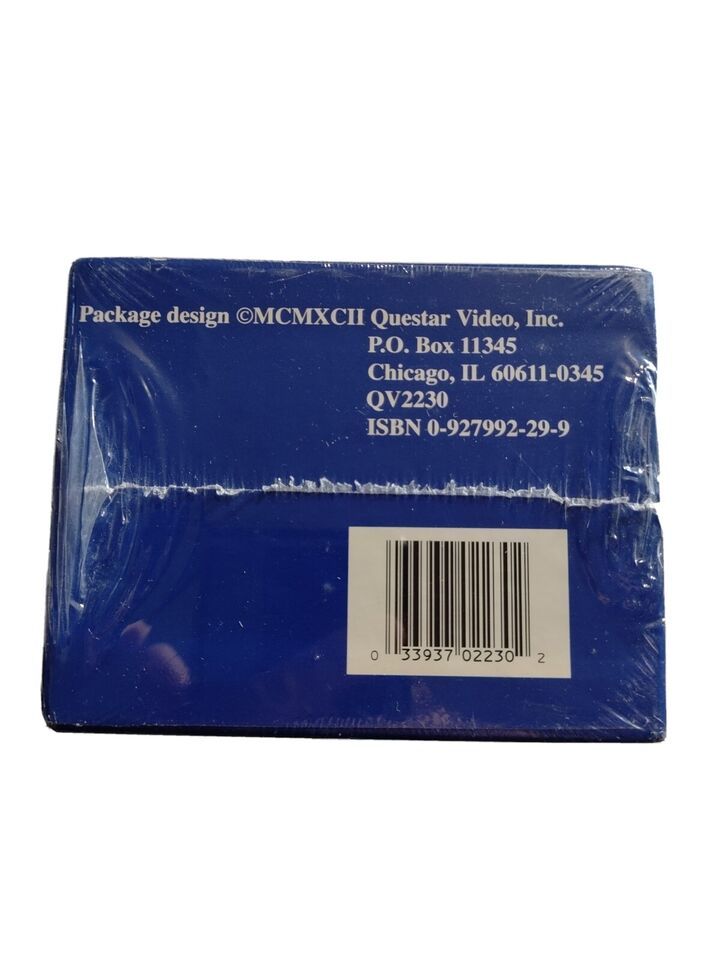 Package design ©MCMXCII Questar Video, Inc.
P.O. Box 11345
Chicago, IL 60611-0345
QV2230
ISBN 0-927992-29-9
0 33937 02230 2